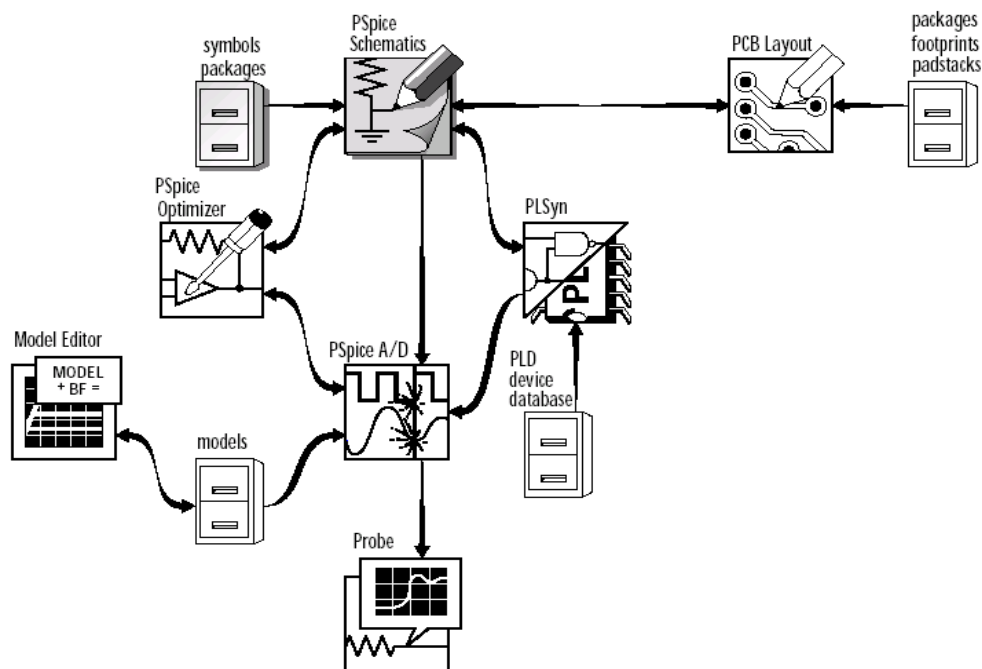 PSpice
Schematics
symbols
packages
PCB Layout
packages
footprints
padstacks
PSpice
Optimizer
PLSyn
PL
Model Editor
MODEL
+ BF =
PSpice A/D
PLD
device
database
models
Probe